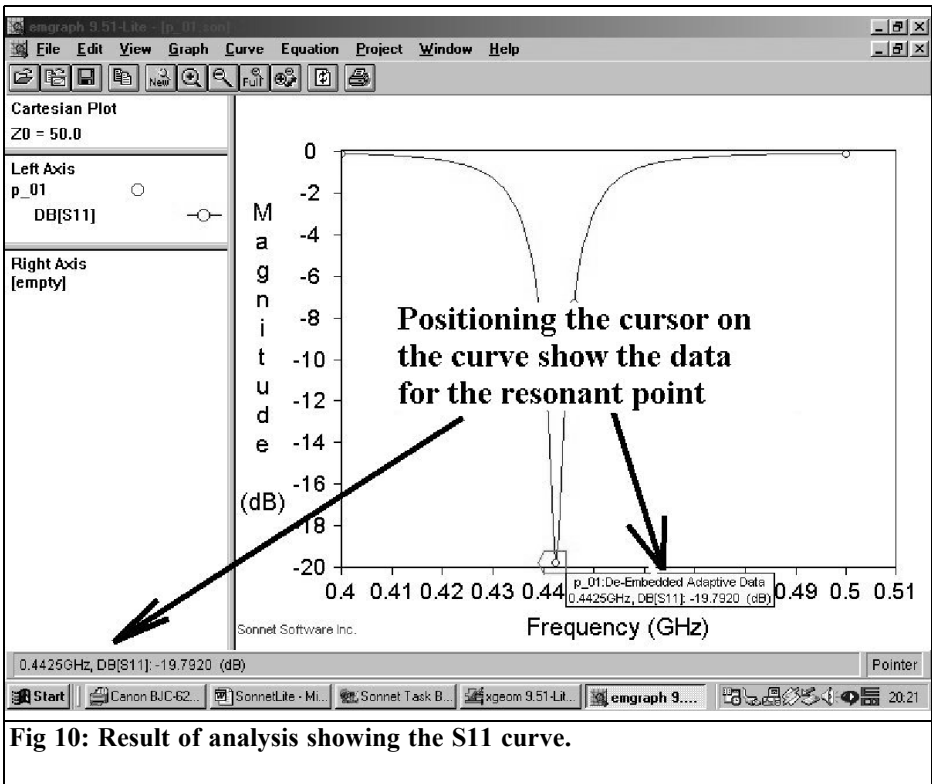 emgraph 9.51-Lite - [p_01.son]
File Edit View Graph Curve Equation Project Window Help
New Full
Cartesian Plot
Z0 = 50.0
Left Axis
p_01
DB[S11]
Right Axis
[empty]
Magnitude
(dB)
0
-2
-4
-6
-8
-10
-12
-14
-16
-18
-20
Positioning the cursor on
the curve show the data
for the resonant point
p_01:De-Embedded Adaptive Data
0.4425GHz, DB[S11]: -19.7920 (dB)
0.4 0.41 0.42 0.43 0.44 0.49 0.5 0.51
Frequency (GHz)
Sonnet Software Inc.
0.4425GHz, DB[S11]: -19.7920 (dB) Pointer
Start Canon BJC-62... SonnetLite - Mi... Sonnet Task B... xgeom 9.51-Lit... emgraph 9.... 20:21
Fig 10: Result of analysis showing the S11 curve.